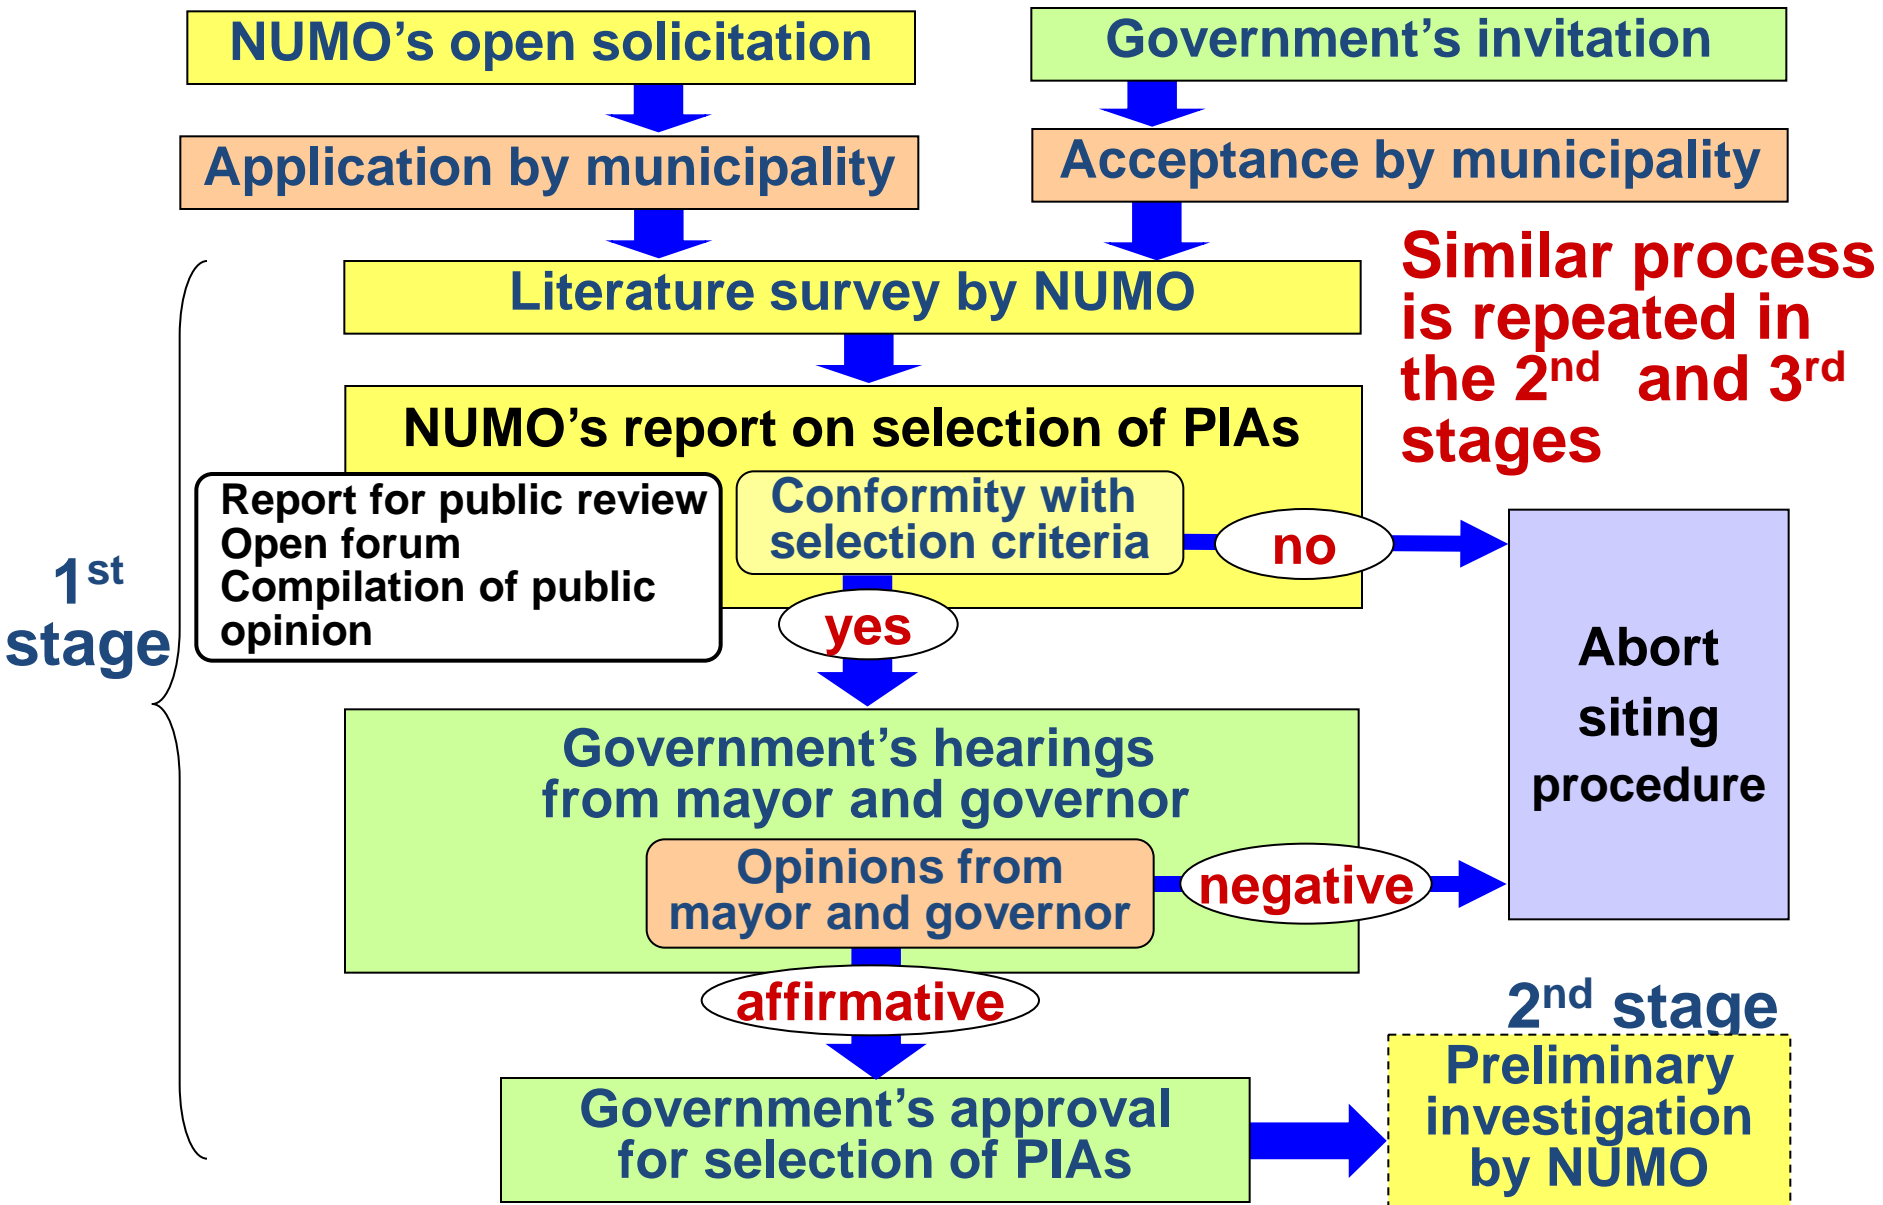 NUMO’s open solicitation
Government’s invitation
Application by municipality
Acceptance by municipality
Literature survey by NUMO
Similar process
is repeated in
the 2nd and 3rd
stages
NUMO’s report on selection of PIAs
Report for public review
Open forum
Compilation of public
opinion
Conformity with
selection criteria
no
yes
1st
stage
Abort
siting
procedure
Government’s hearings
from mayor and governor
Opinions from
mayor and governor
negative
affirmative
2nd stage
Government’s approval
for selection of PIAs
Preliminary
investigation
by NUMO